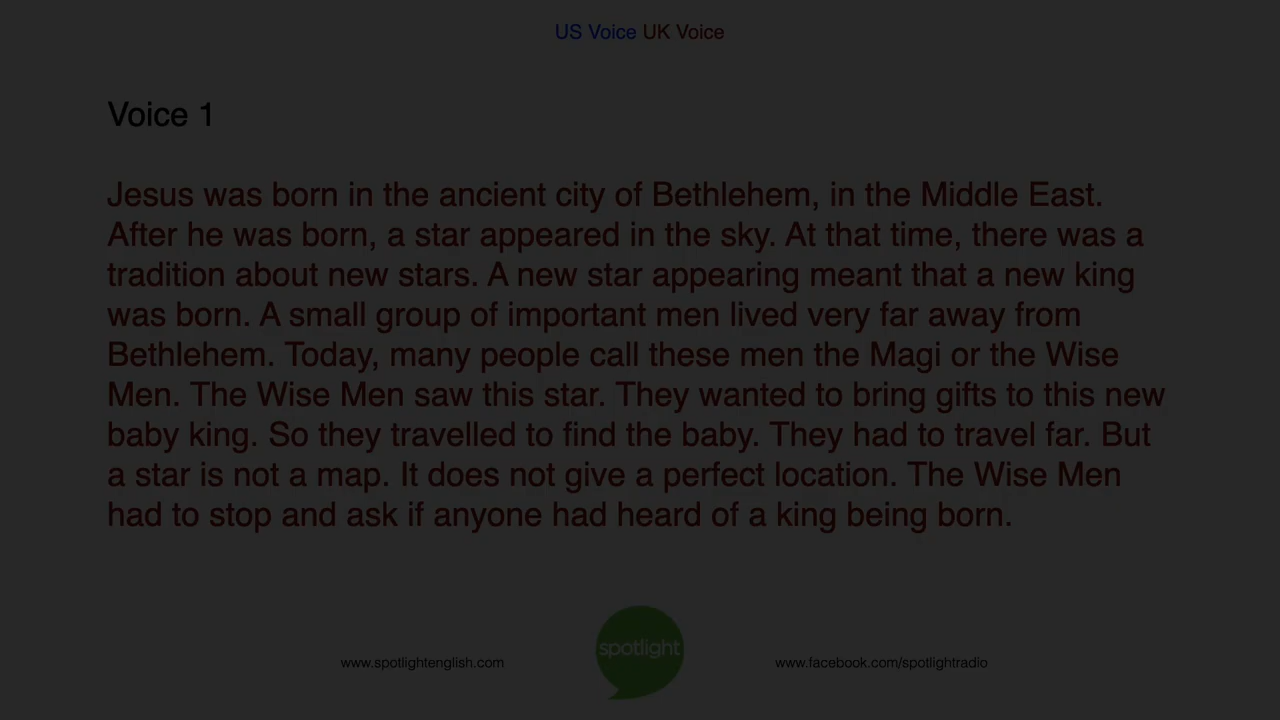 US Voice UK Voice
Voice 1
Jesus was born in the ancient city of Bethlehem, in the Middle East.
After he was born, a star appeared in the sky. At that time, there was a
tradition about new stars. A new star appearing meant that a new king
was born. A small group of important men lived very far away from
Bethlehem. Today, many people call these men the Magi or the Wise
Men. The Wise Men saw this star. They wanted to bring gifts to this new
baby king. So they travelled to find the baby. They had to travel far. But
a star is not a map. It does not give a perfect location. The Wise Men
had to stop and ask if anyone had heard of a king being born.
spotlight
www.spotlightenglish.com www.facebook.com/spotlightradio